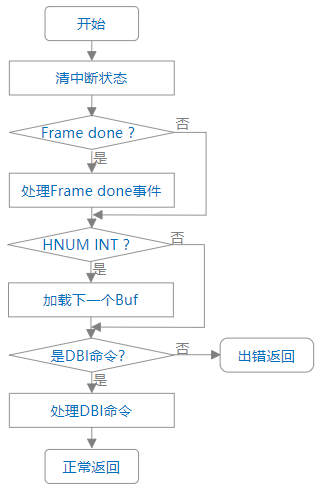 开始
清中断状态
Frame done ?
否
是
处理Frame done事件
HNUM INT ?
否
是
加载下一个Buf
是DBI命令?
否
出错返回
是
处理DBI命令
正常返回